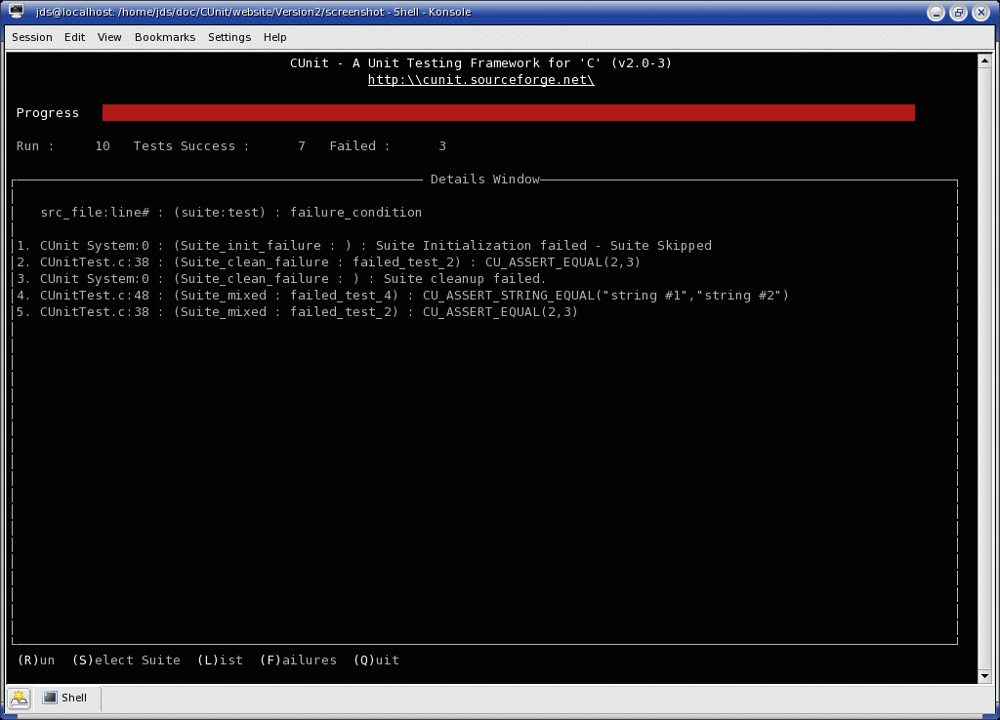 jds@localhost: /home/jds/doc/CUnit/website/Version2/screenshot - Shell - Konsole
Session Edit View Bookmarks Settings Help
CUnit - A Unit Testing Framework for 'C' (v2.0-3)
http:\\cunit.sourceforge.net\
Progress
Run : 10 Tests Success : 7 Failed : 3
Details Window
src_file:line# : (suite:test) : failure_condition
1. CUnit System:0 : (Suite_init_failure : ) : Suite Initialization failed - Suite Skipped
2. CUnitTest.c:38 : (Suite_clean_failure : failed_test_2) : CU_ASSERT_EQUAL(2,3)
3. CUnit System:0 : (Suite_clean_failure : ) : Suite cleanup failed.
4. CUnitTest.c:48 : (Suite_mixed : failed_test_4) : CU_ASSERT_STRING_EQUAL("string #1","string #2")
5. CUnitTest.c:38 : (Suite_mixed : failed_test_2) : CU_ASSERT_EQUAL(2,3)
(R)un (S)elect Suite (L)ist (F)ailures (Q)uit
Shell